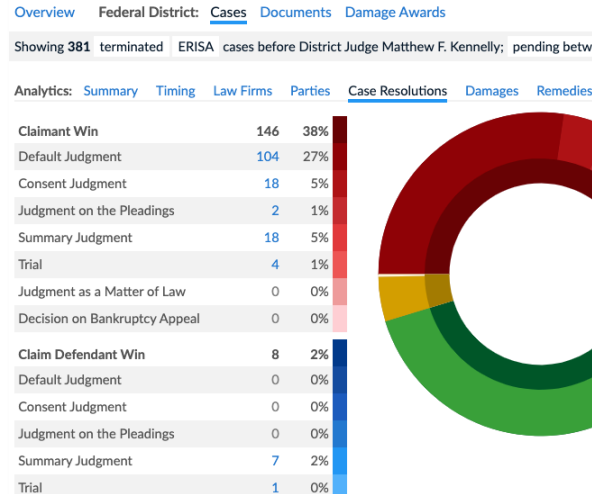 Overview Federal District: Cases Documents Damage Awards
Showing 381 terminated ERISA cases before District Judge Matthew F. Kennelly; pending betw
Analytics: Summary Timing Law Firms Parties Case Resolutions Damages Remedies
Claimant Win 146 38%
Default Judgment 104 27%
Consent Judgment 18 5%
Judgment on the Pleadings 2 1%
Summary Judgment 18 5%
Trial 4 1%
Judgment as a Matter of Law 0 0%
Decision on Bankruptcy Appeal 0 0%
Claim Defendant Win 8 2%
Default Judgment 0 0%
Consent Judgment 0 0%
Judgment on the Pleadings 0 0%
Summary Judgment 7 2%
Trial 1 0%